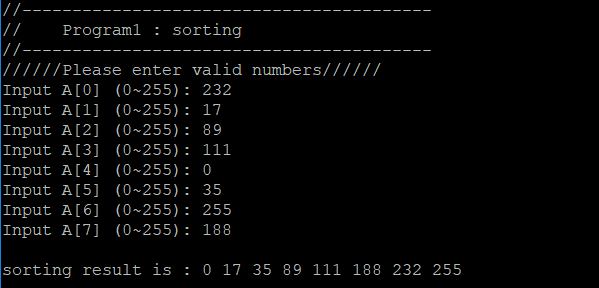 //-----------------------------------------
//    Program1 : sorting
//-----------------------------------------
//////Please enter valid numbers//////
Input A[0] (0~255): 232
Input A[1] (0~255): 17
Input A[2] (0~255): 89
Input A[3] (0~255): 111
Input A[4] (0~255): 0
Input A[5] (0~255): 35
Input A[6] (0~255): 255
Input A[7] (0~255): 188
sorting result is : 0 17 35 89 111 188 232 255